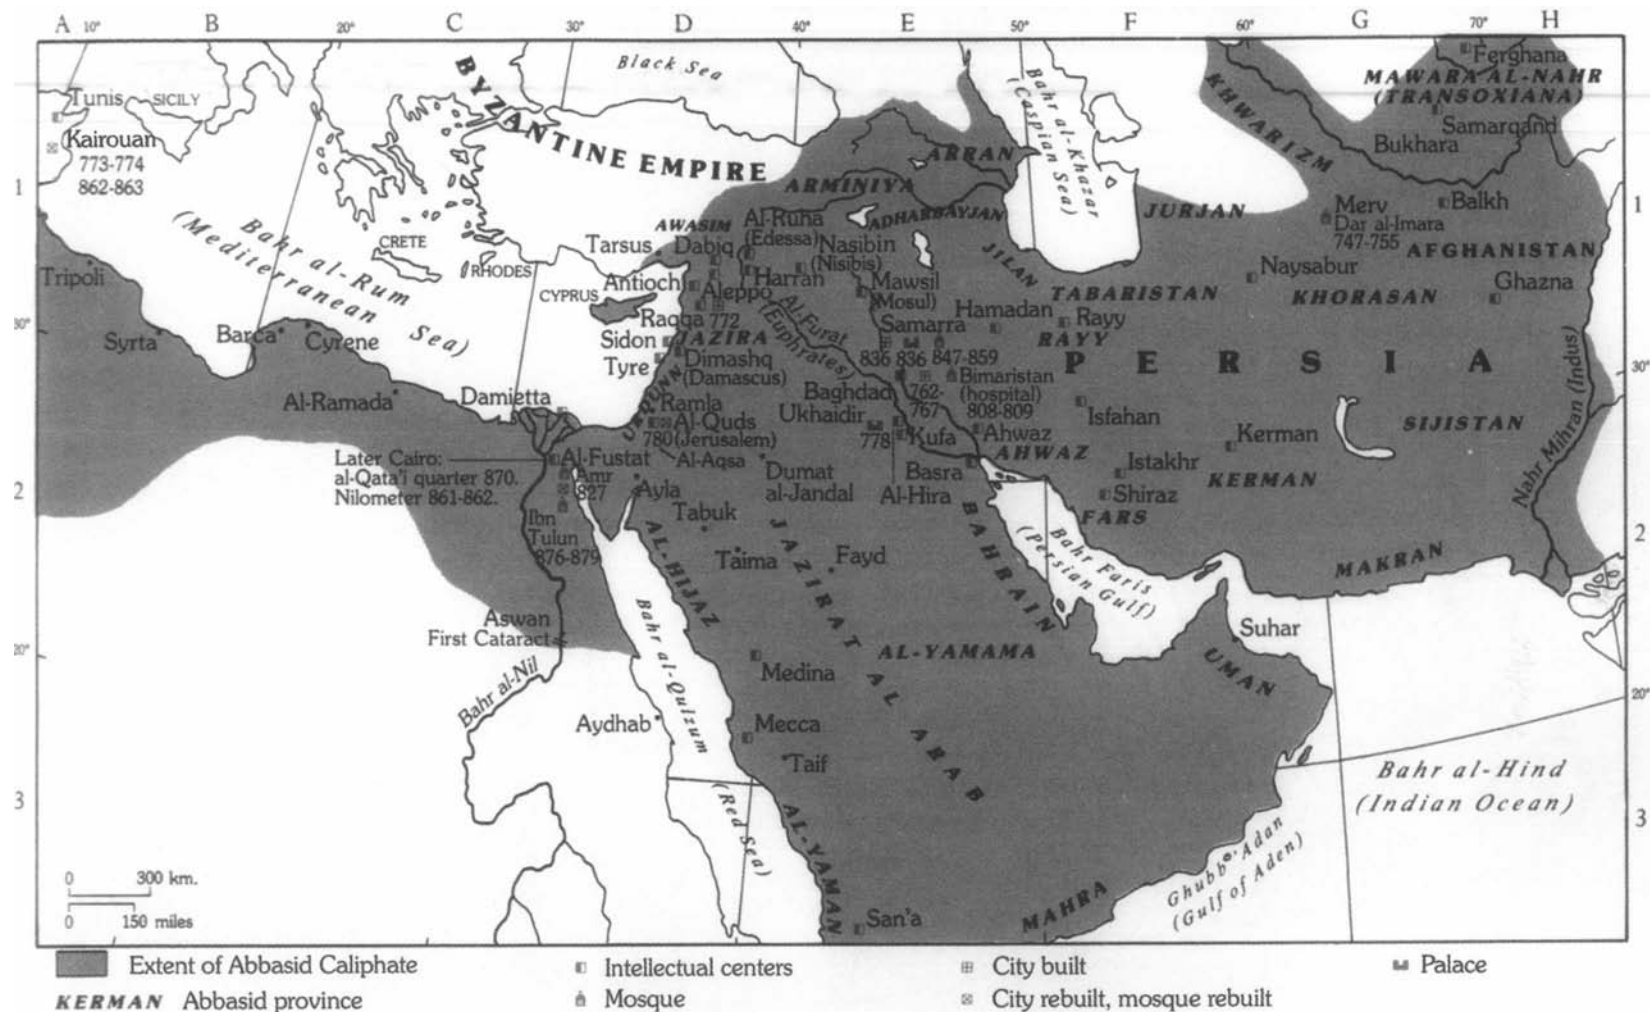 A 10° B 20° C 30° D 40° E 50° F 60° G 70° H
Black Sea
Bahr al-Khazar
(Caspian Sea)
Ferghana
MAWARA AL-NAHR
(TRANSOXIANA)
Samarqand
Bukhara
KHWARIZM
Tunis
SICILY
Kairouan
773-774
862-863
BYZANTINE EMPIRE
ARRAN
ARMINIYA
ADHARBAYJAN
JURJAN
Merv
Dar al-Imara
747-755
Balkh
AFGHANISTAN
1
1
Bahr al-Rum
(Mediterranean Sea)
CRETE
RHODES
CYPRUS
AWASIM
Tarsus
Dabiq
Al-Ruha
(Edessa)
Nasibin
(Nisibis)
JILAN
Naysabur
Ghazna
Tripoli
Antioch
Aleppo
Harran
Mawsil
(Mosul)
TABARISTAN
KHORASAN
Raqqa 772
Al-Furat
(Euphrates)
Hamadan
Rayy
RAYY
30°
Syrta
Barca
Cyrene
Sidon
JAZIRA
Samarra
836 836 847-859
PERSIA
30°
Tyre
Dimashq
(Damascus)
Baghdad
762-
767
Bimaristan
(hospital)
808-809
Isfahan
SIJISTAN
Nahr Mihran (Indus)
Al-Ramada
Damietta
URDUNN
Ramla
Al-Quds
780 (Jerusalem)
Al-Aqsa
Ukhaidir
778
Kufa
Ahwaz
AHWAZ
Kerman
KERMAN
Later Cairo:
al-Qata'i quarter 870.
Nilometer 861-862.
Al-Fustat
Amr
827
Ayla
Dumat
al-Jandal
Basra
Al-Hira
Istakhr
Shiraz
FARS
2
2
Ibn
Tulun
876-879
Tabuk
Taima
Fayd
AL-HIJAZ
JAZIRAT AL ARAB
BAHRAIN
Bahr Faris
(Persian Gulf)
MAKRAN
Aswan
First Cataract
20°
Bahr al-Nil
Bahr al-Qulzum
(Red Sea)
Medina
AL-YAMAMA
Suhar
UMAN
20°
Aydhab
Mecca
Taif
Bahr al-Hind
(Indian Ocean)
3
3
AL-YAMAN
San'a
MAHRA
Ghubb° 'Adan
(Gulf of Aden)
0 300 km.
0 150 miles
Extent of Abbasid Caliphate
Intellectual centers
City built
Palace
KERMAN Abbasid province
Mosque
City rebuilt, mosque rebuilt